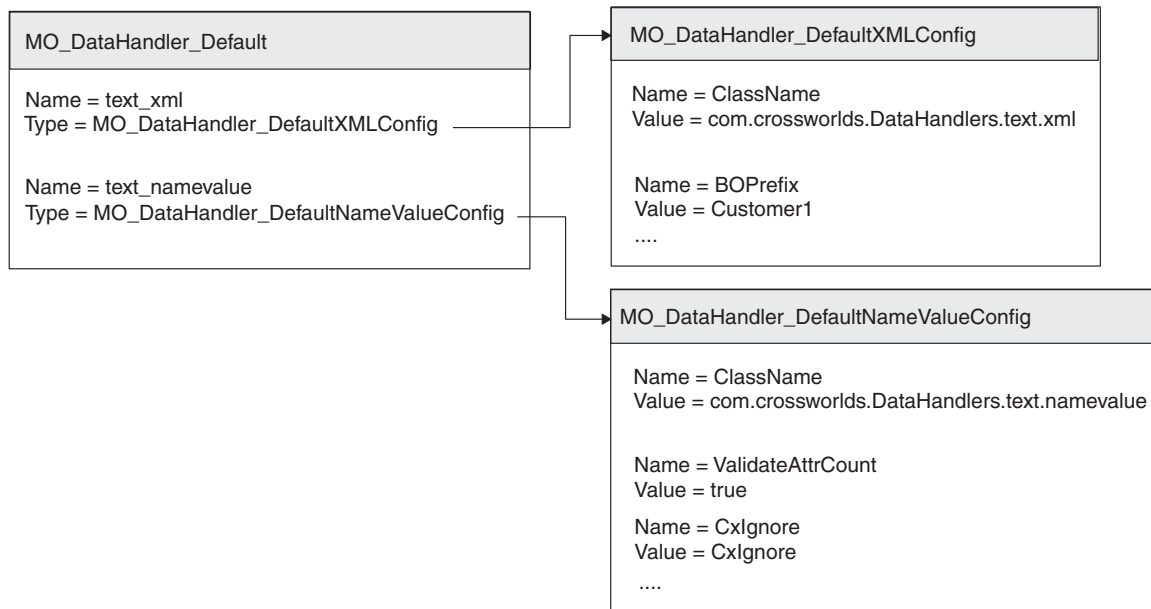 MO_DataHandler_Default
Name = text_xml
Type = MO_DataHandler_DefaultXMLConfig
Name = text_namevalue
Type = MO_DataHandler_DefaultNameValueConfig
MO_DataHandler_DefaultXMLConfig
Name = ClassName
Value = com.crossworlds.DataHandlers.text.xml
Name = BOPrefix
Value = Customer1
....
MO_DataHandler_DefaultNameValueConfig
Name = ClassName
Value = com.crossworlds.DataHandlers.text.namevalue
Name = ValidateAttrCount
Value = true
Name = CxIgnore
Value = CxIgnore
....